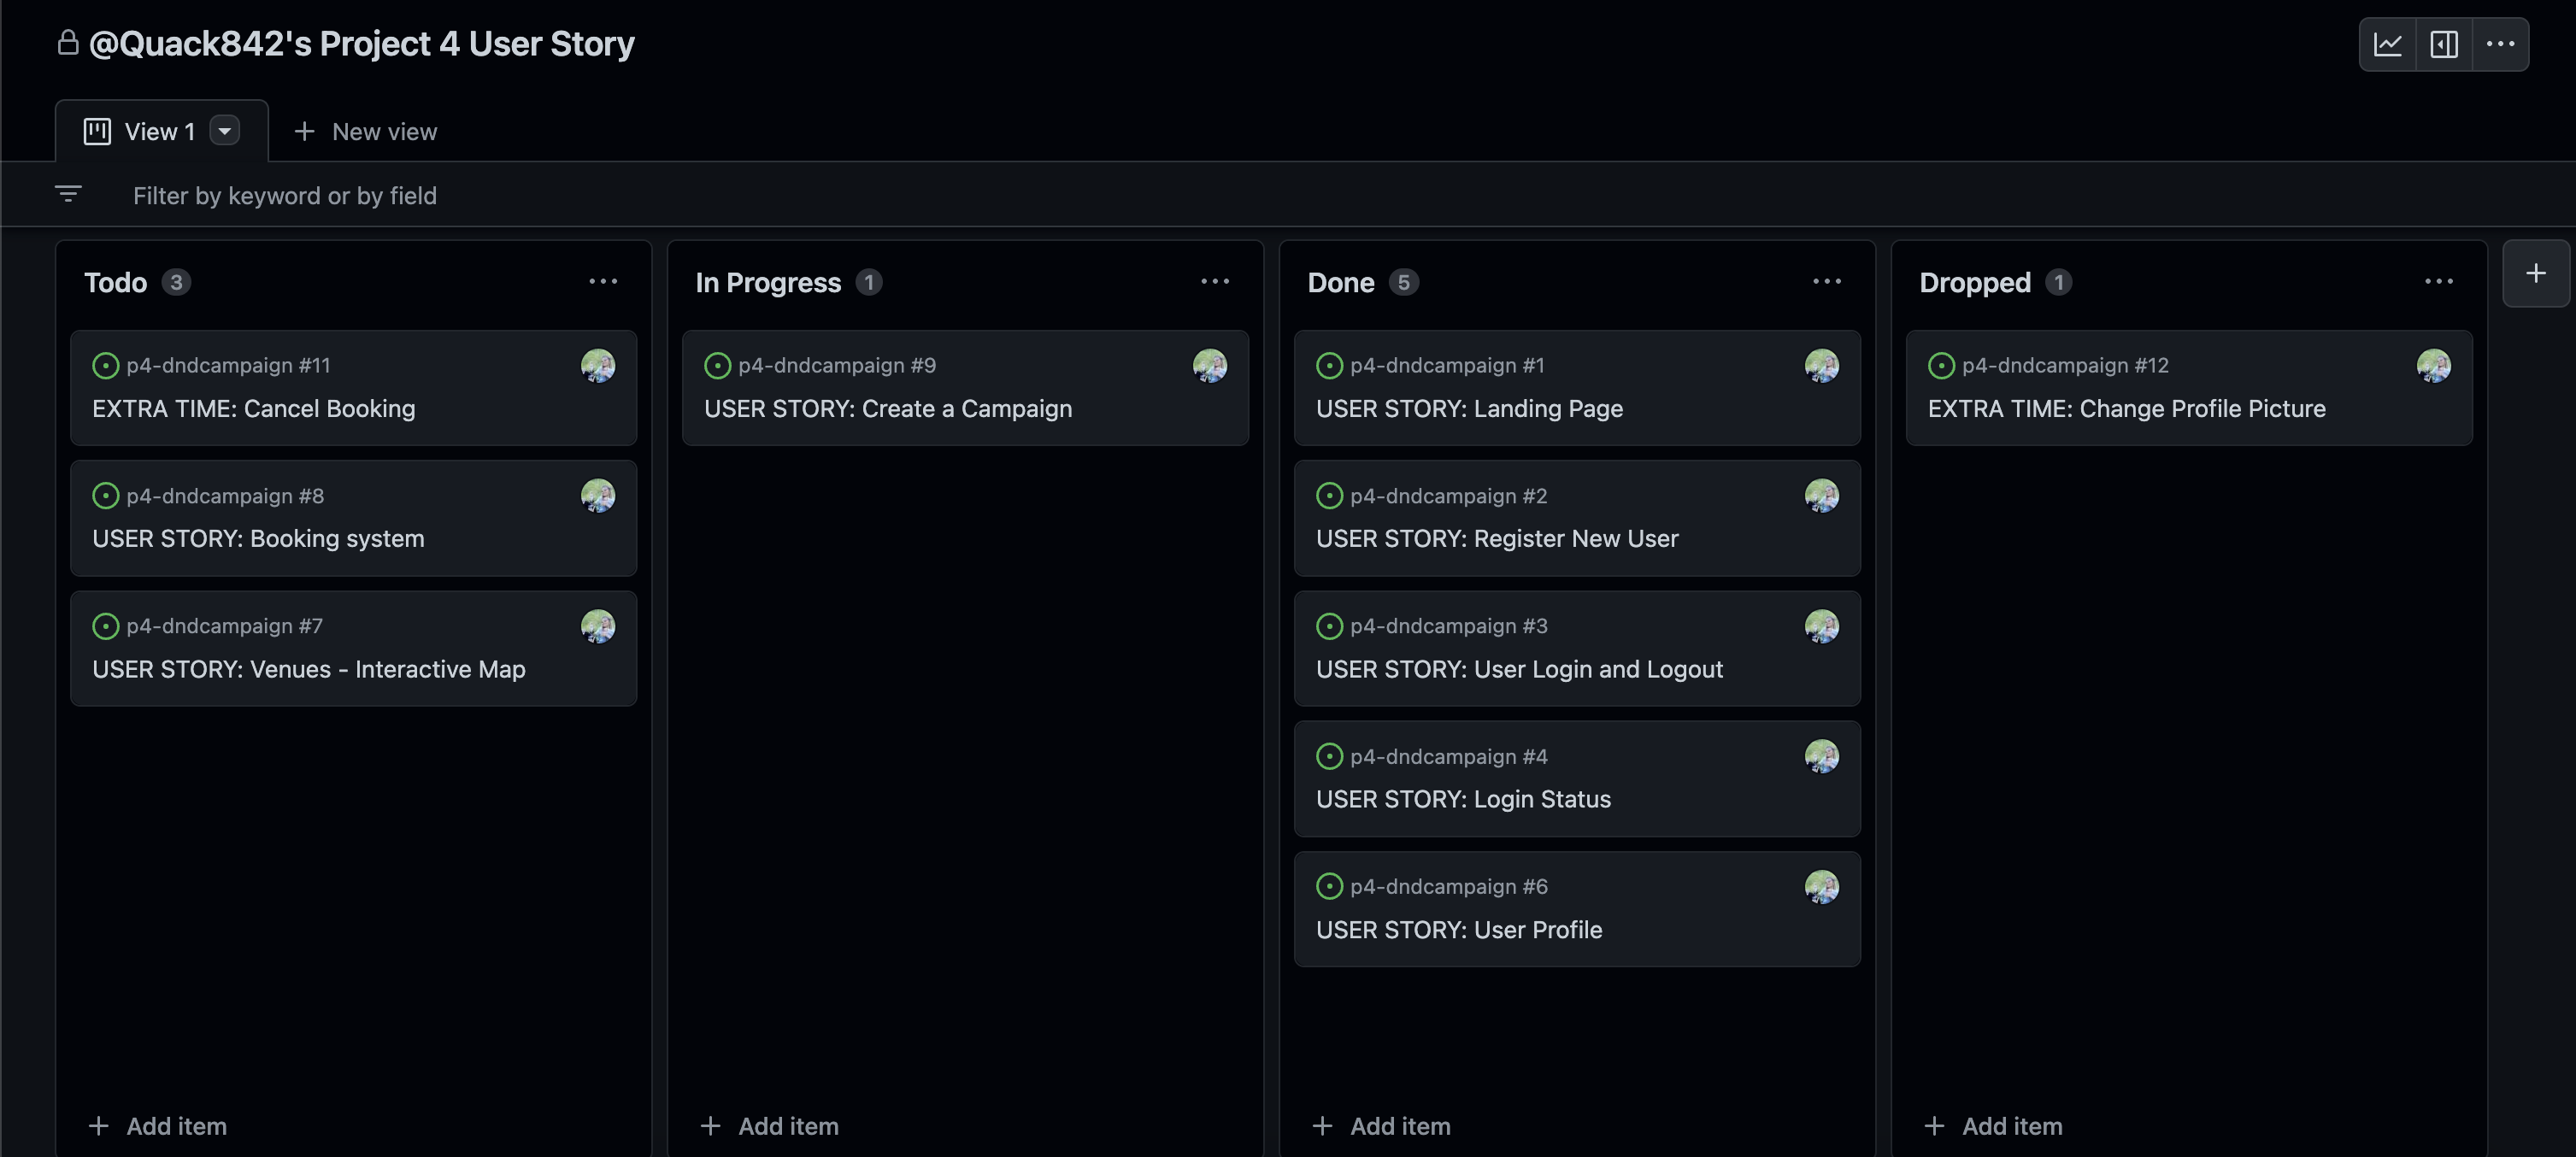 @Quack842's Project 4 User Story
View 1
New view
Filter by keyword or by field
Todo 3
p4-dndcampaign #11
EXTRA TIME: Cancel Booking
p4-dndcampaign #8
USER STORY: Booking system
p4-dndcampaign #7
USER STORY: Venues - Interactive Map
Add item
In Progress 1
p4-dndcampaign #9
USER STORY: Create a Campaign
Add item
Done 5
p4-dndcampaign #1
USER STORY: Landing Page
p4-dndcampaign #2
USER STORY: Register New User
p4-dndcampaign #3
USER STORY: User Login and Logout
p4-dndcampaign #4
USER STORY: Login Status
p4-dndcampaign #6
USER STORY: User Profile
Add item
Dropped 1
p4-dndcampaign #12
EXTRA TIME: Change Profile Picture
Add item